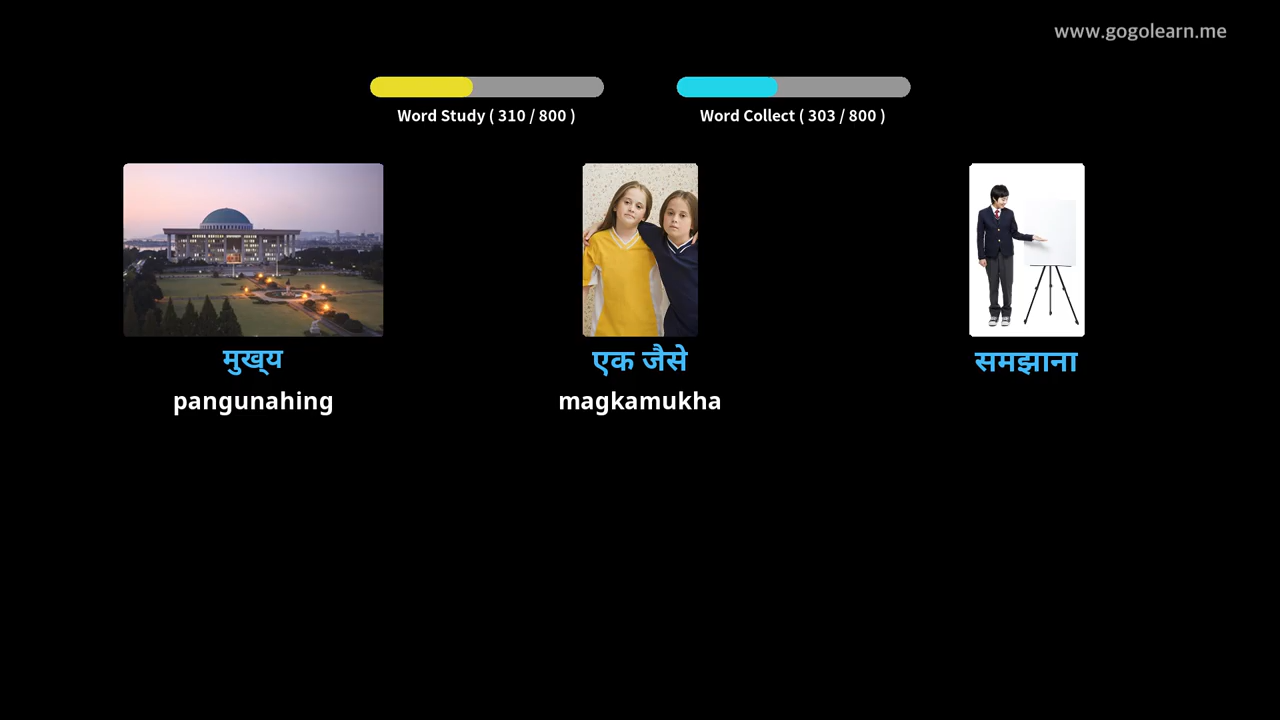 www.gogolearn.me
Word Study ( 310 / 800 )
Word Collect ( 303 / 800 )
मुख्य
एक जैसे
समझाना
pangunahing
magkamukha